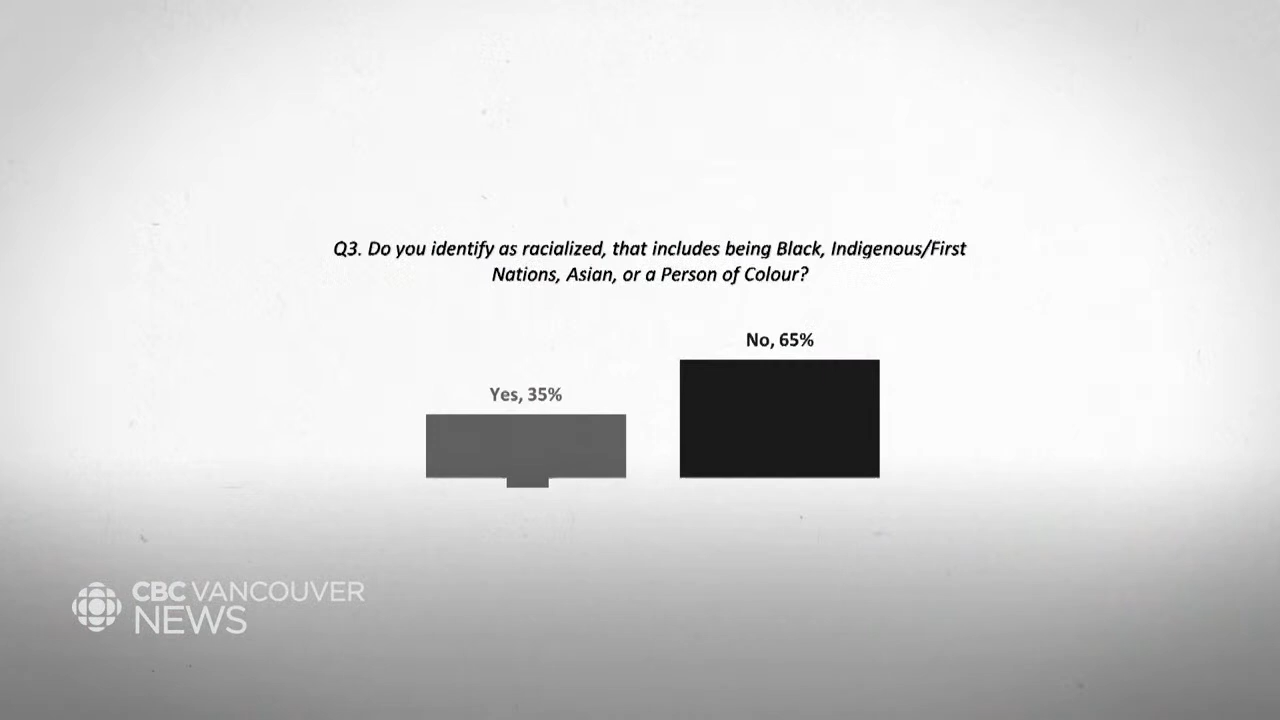 Q3. Do you identify as racialized, that includes being Black, Indigenous/First
Nations, Asian, or a Person of Colour?
No, 65%
Yes, 35%
CBC VANCOUVER
NEWS